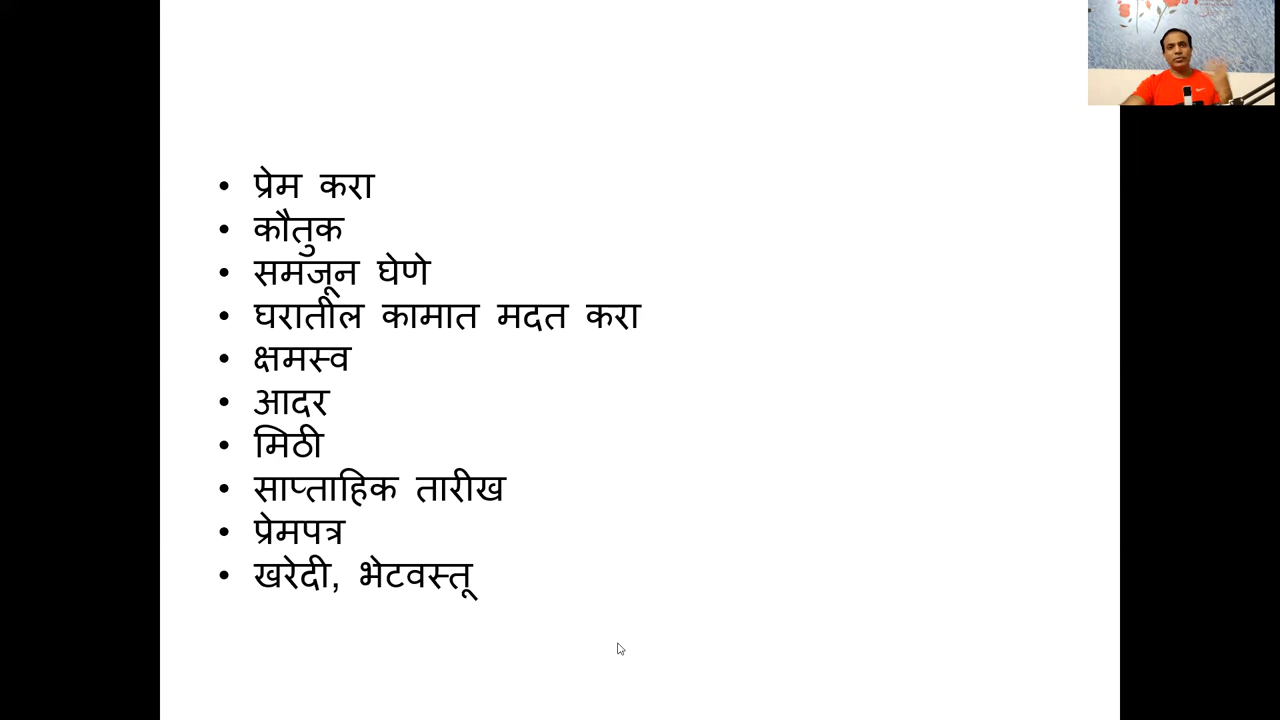 • प्रेम करा
• कौतुक
• समजून घेणे
• घरातील कामात मदत करा
• क्षमस्व
• आदर
• मिठी
• साप्ताहिक तारीख
• प्रेमपत्र
• खरेदी, भेटवस्तू